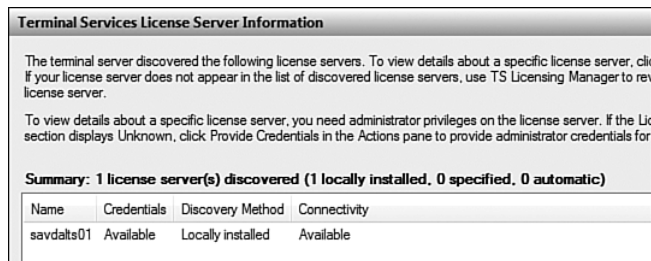 Terminal Services License Server Information
The terminal server discovered the following license servers. To view details about a specific license server,
If your license server does not appear in the list of discovered license servers, use TS Licensing Manager to
license server.
To view details about a specific license server, you need administrator privileges on the license server. If the
section displays Unknown, click Provide Credentials in the Actions pane to provide administrator credentials for
Summary: 1 license server(s) discovered (1 locally installed, 0 specified, 0 automatic)
Name Credentials Discovery Method Connectivity
savdalts01 Available Locally installed Available